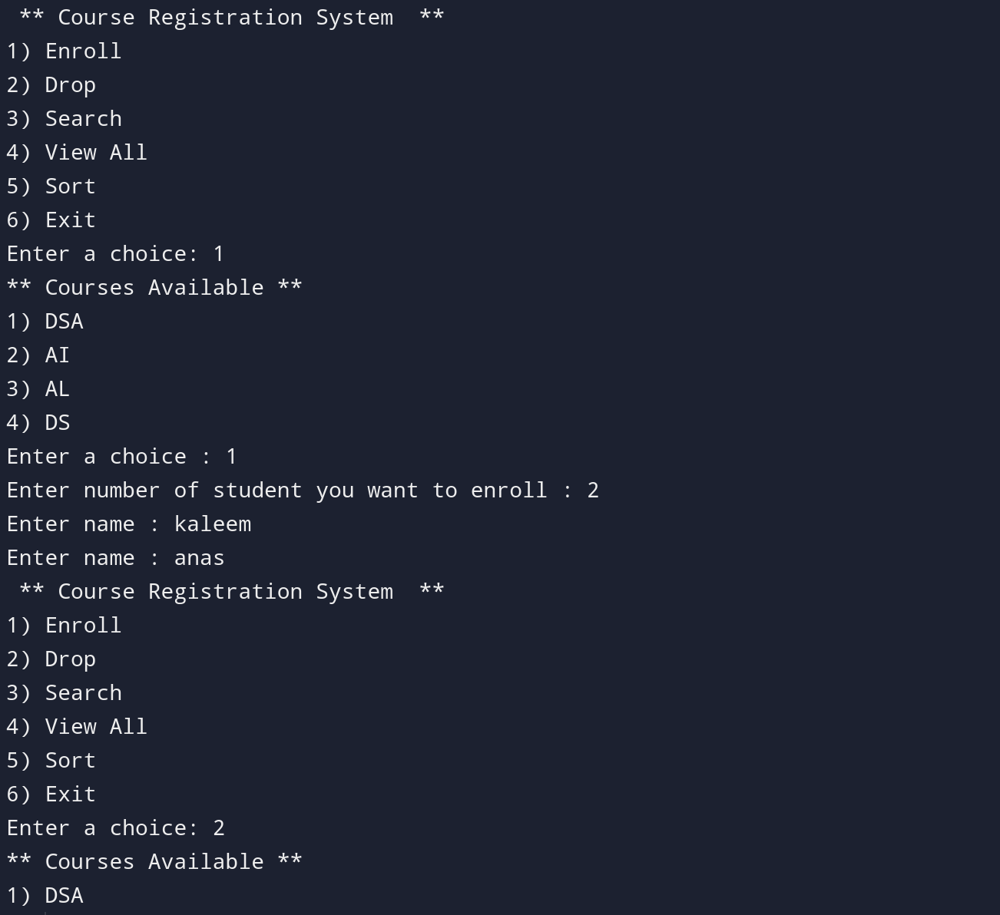 ** Course Registration System  **
1) Enroll
2) Drop
3) Search
4) View All
5) Sort
6) Exit
Enter a choice: 1
** Courses Available **
1) DSA
2) AI
3) AL
4) DS
Enter a choice : 1
Enter number of student you want to enroll : 2
Enter name : kaleem
Enter name : anas
** Course Registration System  **
1) Enroll
2) Drop
3) Search
4) View All
5) Sort
6) Exit
Enter a choice: 2
** Courses Available **
1) DSA